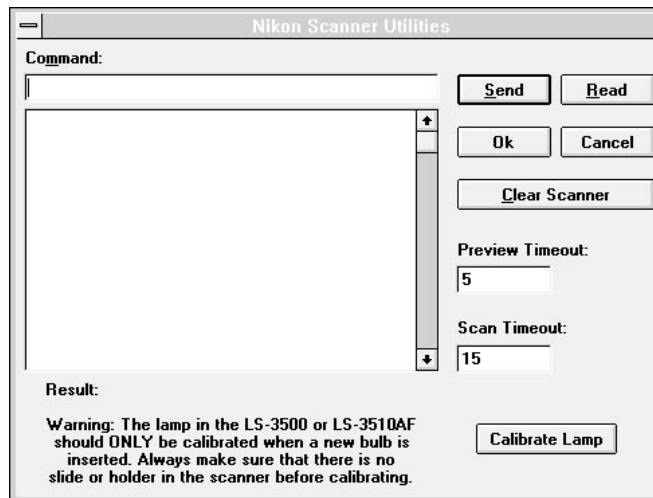 Nikon Scanner Utilities
Command:
Send
Read
Ok
Cancel
Clear Scanner
Preview Timeout:
5
Scan Timeout:
15
Result:
Warning: The lamp in the LS-3500 or LS-3510AF
should ONLY be calibrated when a new bulb is
inserted. Always make sure that there is no
slide or holder in the scanner before calibrating.
Calibrate Lamp